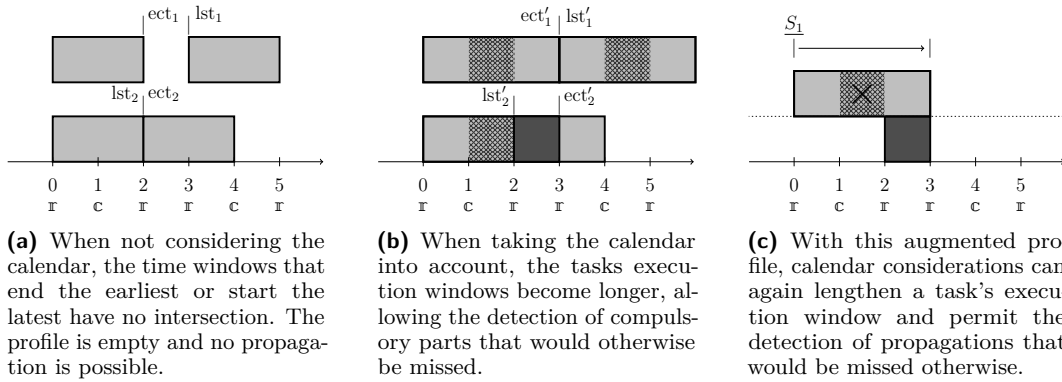 ect₁ lst₁
lst₂ ect₂
0 1 2 3 4 5
𝕣 𝕔 𝕣 𝕣 𝕔 𝕣
(a) When not considering the
calendar, the time windows that
end the earliest or start the
latest have no intersection. The
profile is empty and no propaga-
tion is possible.
ect′₁ lst′₁
lst′₂ ect′₂
0 1 2 3 4 5
𝕣 𝕔 𝕣 𝕣 𝕔 𝕣
(b) When taking the calendar
into account, the tasks execu-
tion windows become longer, al-
lowing the detection of compuls-
ory parts that would otherwise
be missed.
S₁
0 1 2 3 4 5
𝕣 𝕔 𝕣 𝕣 𝕔 𝕣
(c) With this augmented pro-
file, calendar considerations can
again lengthen a task's execu-
tion window and permit the
detection of propagations that
would be missed otherwise.